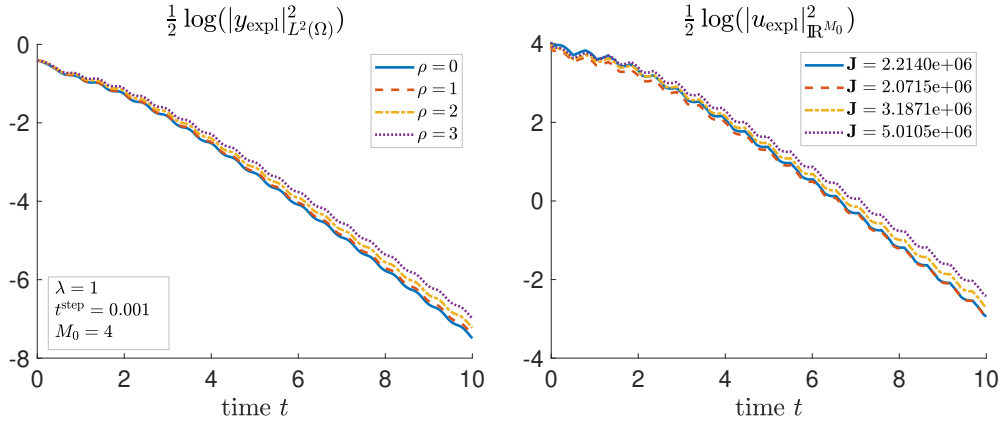 ½ log(|y_expl|²_{L²(Ω)})
0
-2
-4
-6
-8
0 2 4 6 8 10
time t
ρ = 0
ρ = 1
ρ = 2
ρ = 3
λ = 1
t^step = 0.001
M₀ = 4
½ log(|u_expl|²_{ℝ^{M₀}})
4
2
0
-2
-4
0 2 4 6 8 10
time t
J = 2.2140e+06
J = 2.0715e+06
J = 3.1871e+06
J = 5.0105e+06